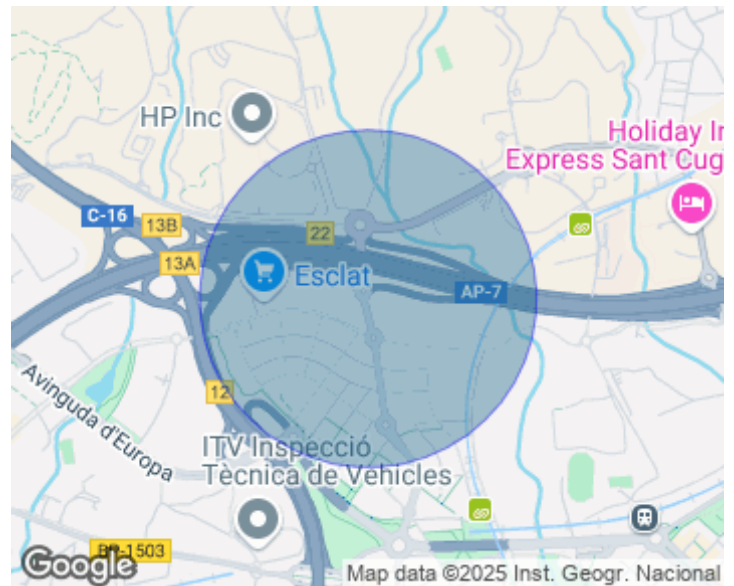 HP Inc
Holiday In
Express Sant Cug
C-16
13B
22
13A
Esclat
AP-7
12
Avinguda d'Europa
ITV Inspecció
Tècnica de Vehicles
BP-1503
Google
Map data ©2025 Inst. Geogr. Nacional